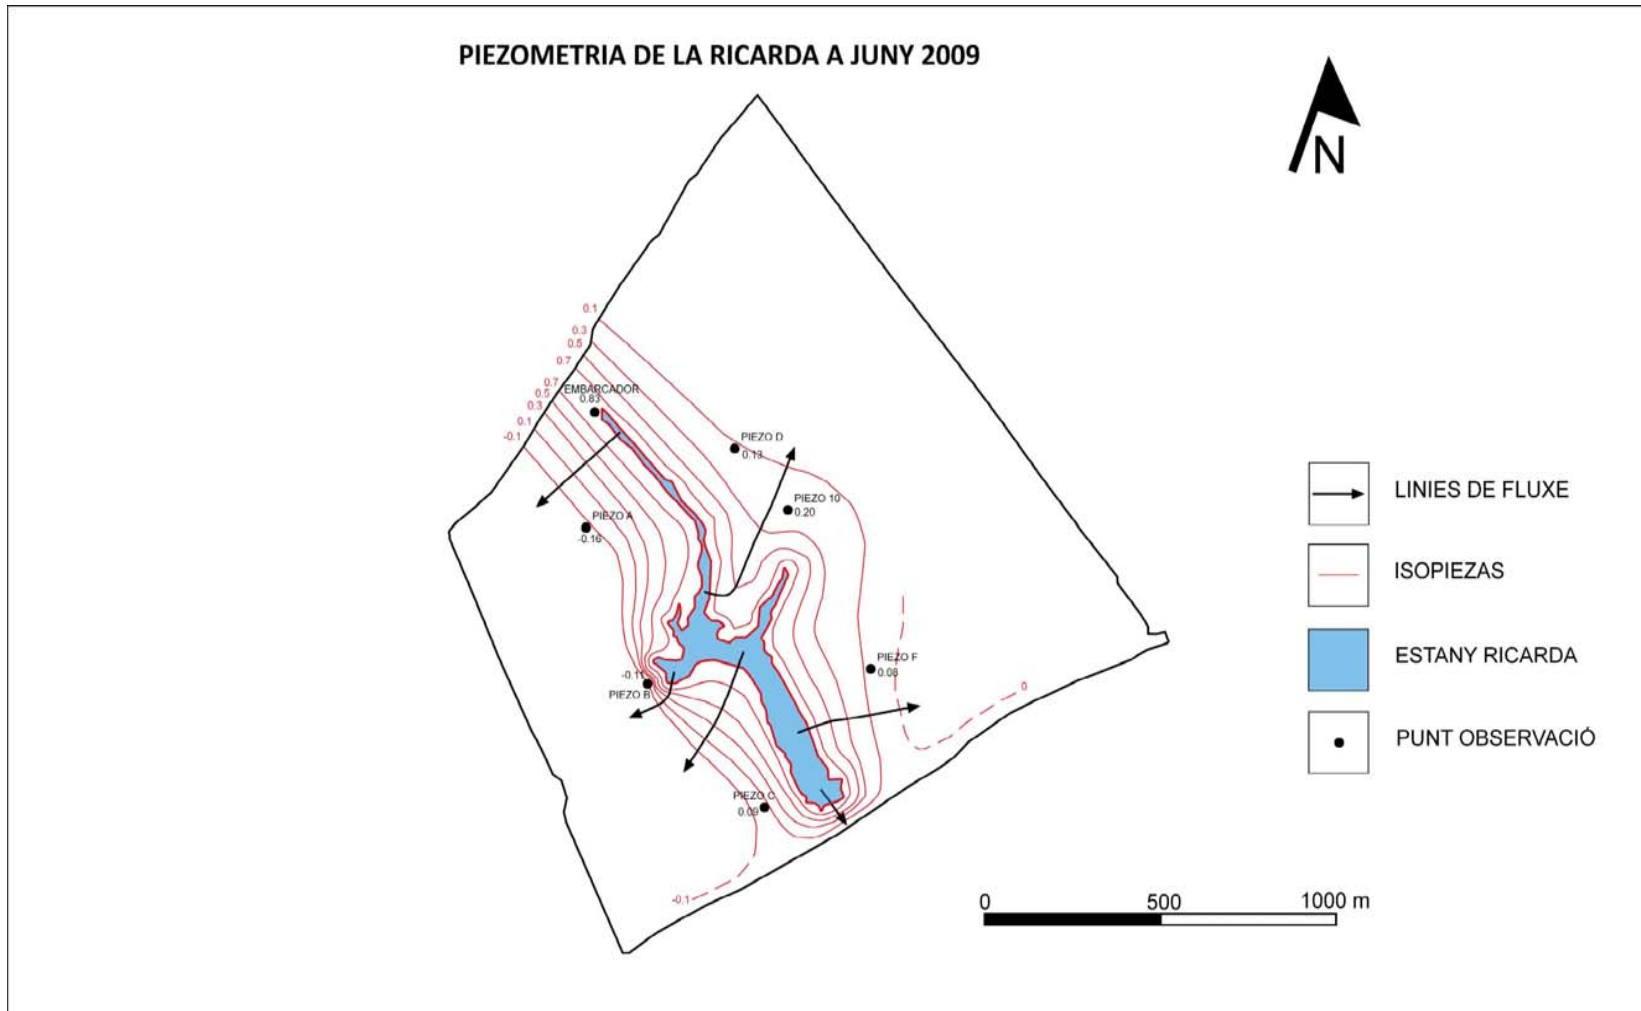 PIEZOMETRIA DE LA RICARDA A JUNY 2009
N
0.1
0.3
0.5
0.7
0.7
0.5
0.3
0.1
-0.1
EMBARCADOR
0.83
PIEZO D
0.13
PIEZO 10
0.20
PIEZO A
-0.16
-0.11
PIEZO B
PIEZO F
0.08
0
PIEZO C
0.09
-0.1
LINIES DE FLUXE
ISOPIEZAS
ESTANY RICARDA
PUNT OBSERVACIÓ
0 500 1000 m